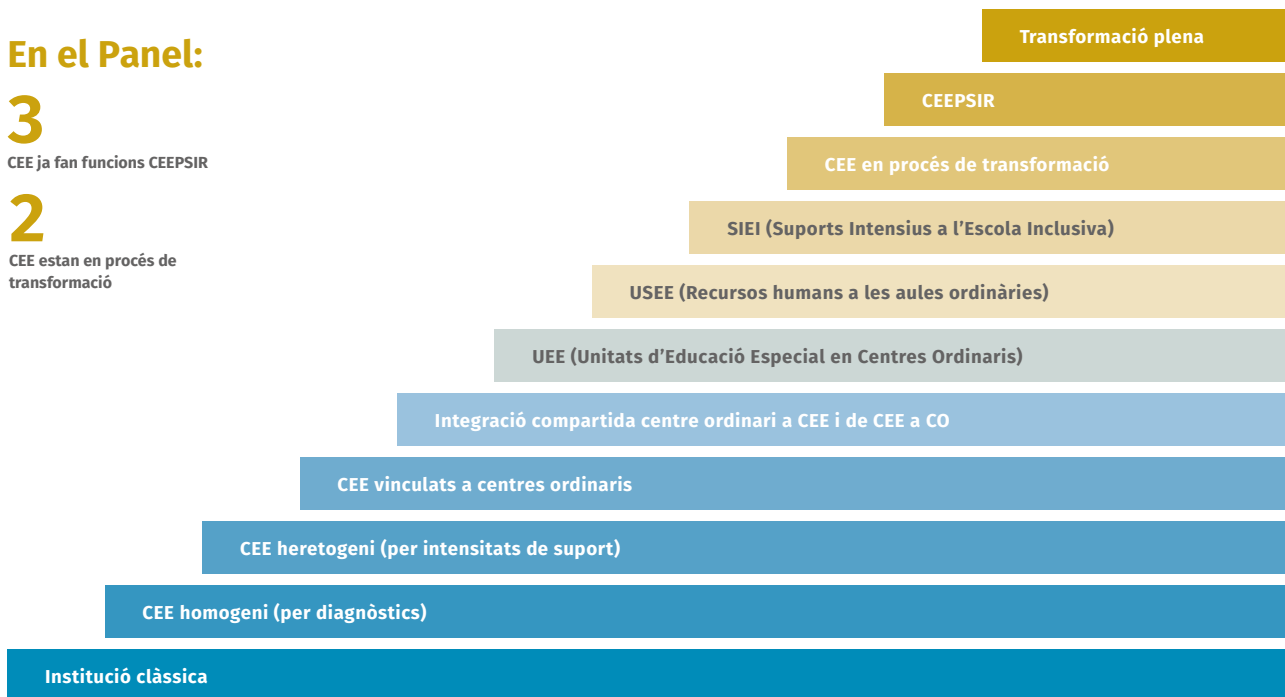 En el Panel:
3
CEE ja fan funcions CEEPSIR
2
CEE estan en procés de
transformació
Transformació plena
CEEPSIR
CEE en procés de transformació
SIEI (Suports Intensius a l’Escola Inclusiva)
USEE (Recursos humans a les aules ordinàries)
UEE (Unitats d’Educació Especial en Centres Ordinaris)
Integració compartida centre ordinari a CEE i de CEE a CO
CEE vinculats a centres ordinaris
CEE heretogeni (per intensitats de suport)
CEE homogeni (per diagnòstics)
Institució clàssica